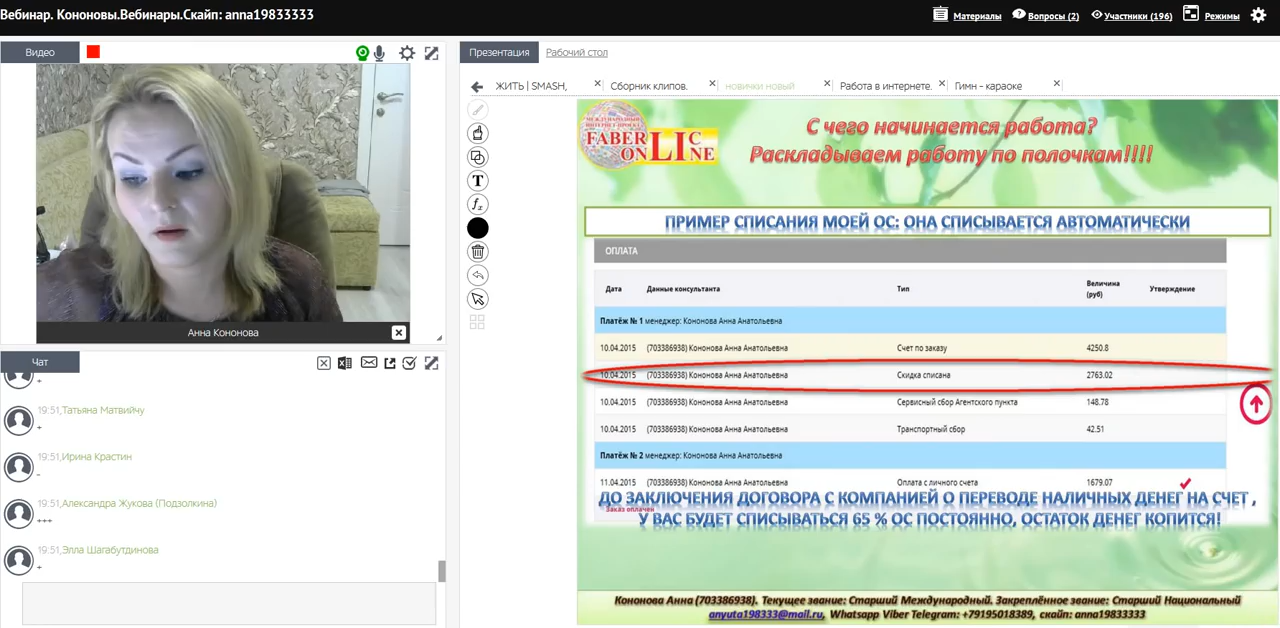 Вебинар. Кононовы.Вебинары.Скайп: anna19833333
Материалы
Вопросы (2)
Участники (196)
Режимы
Видео
Анна Кононова
Чат
+
19:51,Татьяна Матвийчу
+
19:51,Ирина Крастин
-
19:51,Александра Жукова (Подзолкина)
+++
19:51,Элла Шагабутдинова
+
Презентация
Рабочий стол
ЖИТЬ | SMASH,
Сборник клипов.
новички новый
Работа в интернете.
Гимн - караоке
T
fx
МЕЖДУНАРОДНЫЙ
ИНТЕРНЕТ-ПРОЕКТ
FABERLIC
ONLINE
С чего начинается работа?
Раскладываем работу по полочкам!!!!
ПРИМЕР СПИСАНИЯ МОЕЙ ОС: ОНА СПИСЫВАЕТСЯ АВТОМАТИЧЕСКИ
ОПЛАТА
Дата Данные консультанта Тип Величина (руб) Утверждение
Платёж № 1 менеджер: Кононова Анна Анатольевна
10.04.2015 (703386938) Кононова Анна Анатольевна Счет по заказу 4250.8
10.04.2015 (703386938) Кононова Анна Анатольевна Скидка списана 2763.02
10.04.2015 (703386938) Кононова Анна Анатольевна Сервисный сбор Агентского пункта 148.78
10.04.2015 (703386938) Кононова Анна Анатольевна Транспортный сбор 42.51
Платёж № 2 менеджер: Кононова Анна Анатольевна
11.04.2015 (703386938) Кононова Анна Анатольевна Оплата с личного счета 1679.07
ДО ЗАКЛЮЧЕНИЯ ДОГОВОРА С КОМПАНИЕЙ О ПЕРЕВОДЕ НАЛИЧНЫХ ДЕНЕГ НА СЧЕТ ,
Заказ оплачен
У ВАС БУДЕТ СПИСЫВАТЬСЯ 65 % ОС ПОСТОЯННО, ОСТАТОК ДЕНЕГ КОПИТСЯ!
Кононова Анна (703386938). Текущее звание: Старший Международный. Закреплённое звание: Старший Национальный
anyuta198333@mail.ru, Whatsapp Viber Telegram: +79195018389, скайп: anna19833333